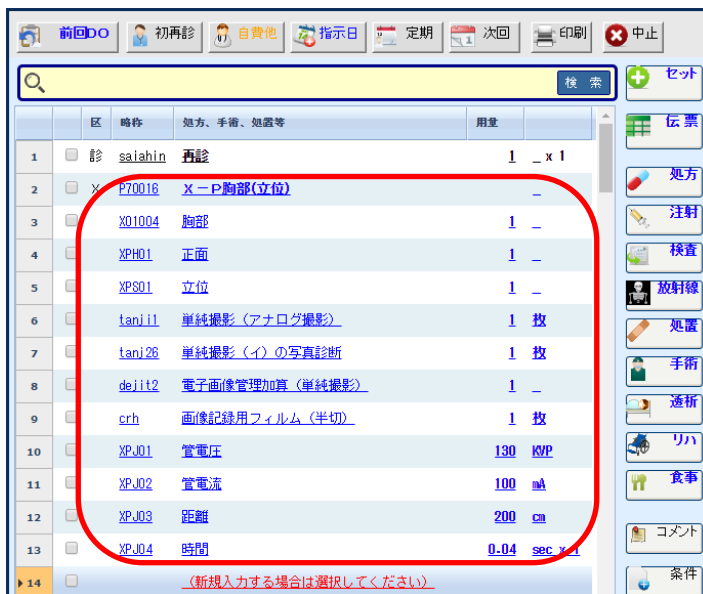 前回DO 初再診 自費他 指示日 定期 次回 印刷 中止
検 索 セット
区 略称 処方、手術、処置等 用量 伝票
1 診 saiahin 再診 1 _ x 1
2 X P70016 X－P胸部(立位) _ 処方
3 X01004 胸部 1 _ 注射
4 XPH01 正面 1 _ 検査
5 XPS01 立位 1 _ 放射線
6 tanji1 単純撮影（アナログ撮影） 1 枚 処置
7 tanj26 単純撮影（イ）の写真診断 1 枚 手術
8 dejit2 電子画像管理加算（単純撮影） 1 _ 透析
9 crh 画像記録用フィルム（半切） 1 枚 リハ
10 XPJ01 管電圧 130 KVP 食事
11 XPJ02 管電流 100 mA
12 XPJ03 距離 200 cm コメント
13 XPJ04 時間 0.04 sec x 1
14 （新規入力する場合は選択してください） 条件